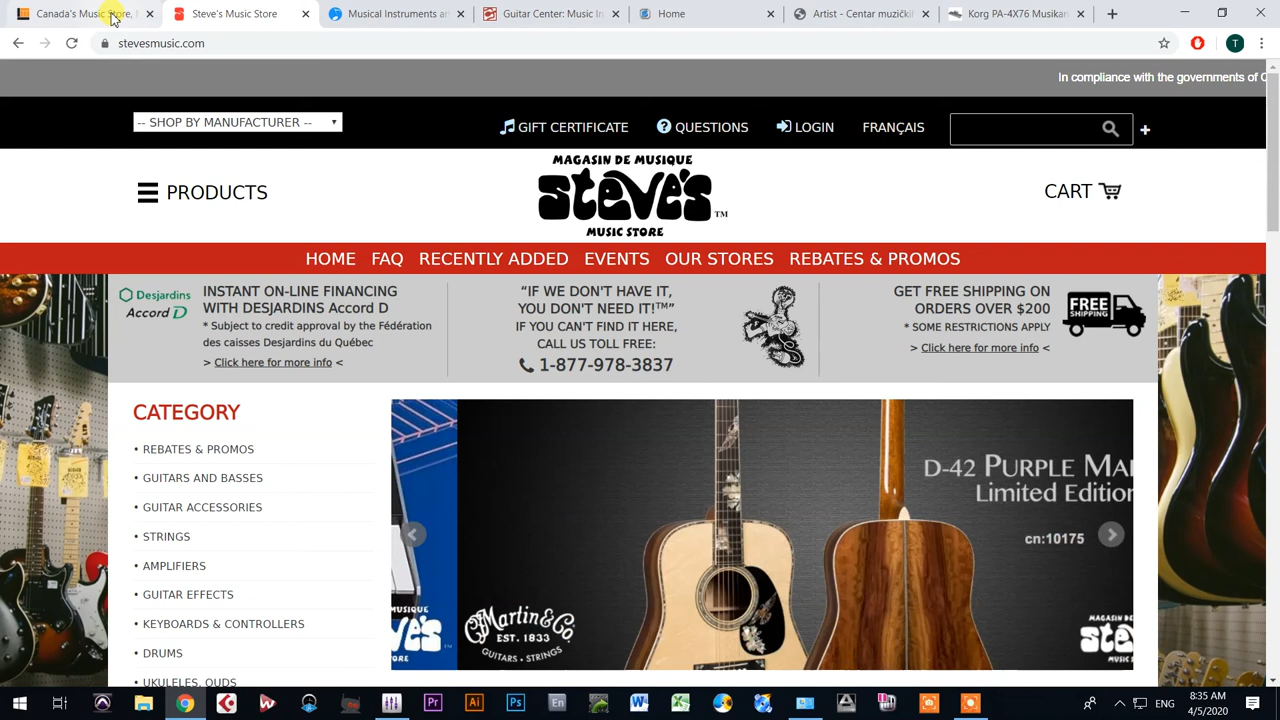 Canada's Music Store,
Steve's Music Store
Musical Instruments an
Guitar Center: Music In
Home
Artist - Centar muzički
Korg PA-4X76 Musikan
stevesmusic.com
T
In compliance with the governments of
-- SHOP BY MANUFACTURER --
GIFT CERTIFICATE
QUESTIONS
LOGIN
FRANÇAIS
PRODUCTS
MAGASIN DE MUSIQUE
steve's TM
MUSIC STORE
CART
HOME FAQ RECENTLY ADDED EVENTS OUR STORES REBATES & PROMOS
Desjardins
Accord D
INSTANT ON-LINE FINANCING
WITH DESJARDINS Accord D
* Subject to credit approval by the Fédération
des caisses Desjardins du Québec
> Click here for more info <
“IF WE DON'T HAVE IT,
YOU DON'T NEED IT!™”
IF YOU CAN'T FIND IT HERE,
CALL US TOLL FREE:
1-877-978-3837
GET FREE SHIPPING ON
ORDERS OVER $200
* SOME RESTRICTIONS APPLY
> Click here for more info <
FREE
SHIPPING
CATEGORY
• REBATES & PROMOS
• GUITARS AND BASSES
• GUITAR ACCESSORIES
• STRINGS
• AMPLIFIERS
• GUITAR EFFECTS
• KEYBOARDS & CONTROLLERS
• DRUMS
• UKULELES, OUDS
D-42 PURPLE MA
Limited Edition
cn:10175
Martin & Co.
EST. 1833
GUITARS · STRINGS
ENG
8:35 AM
4/5/2020